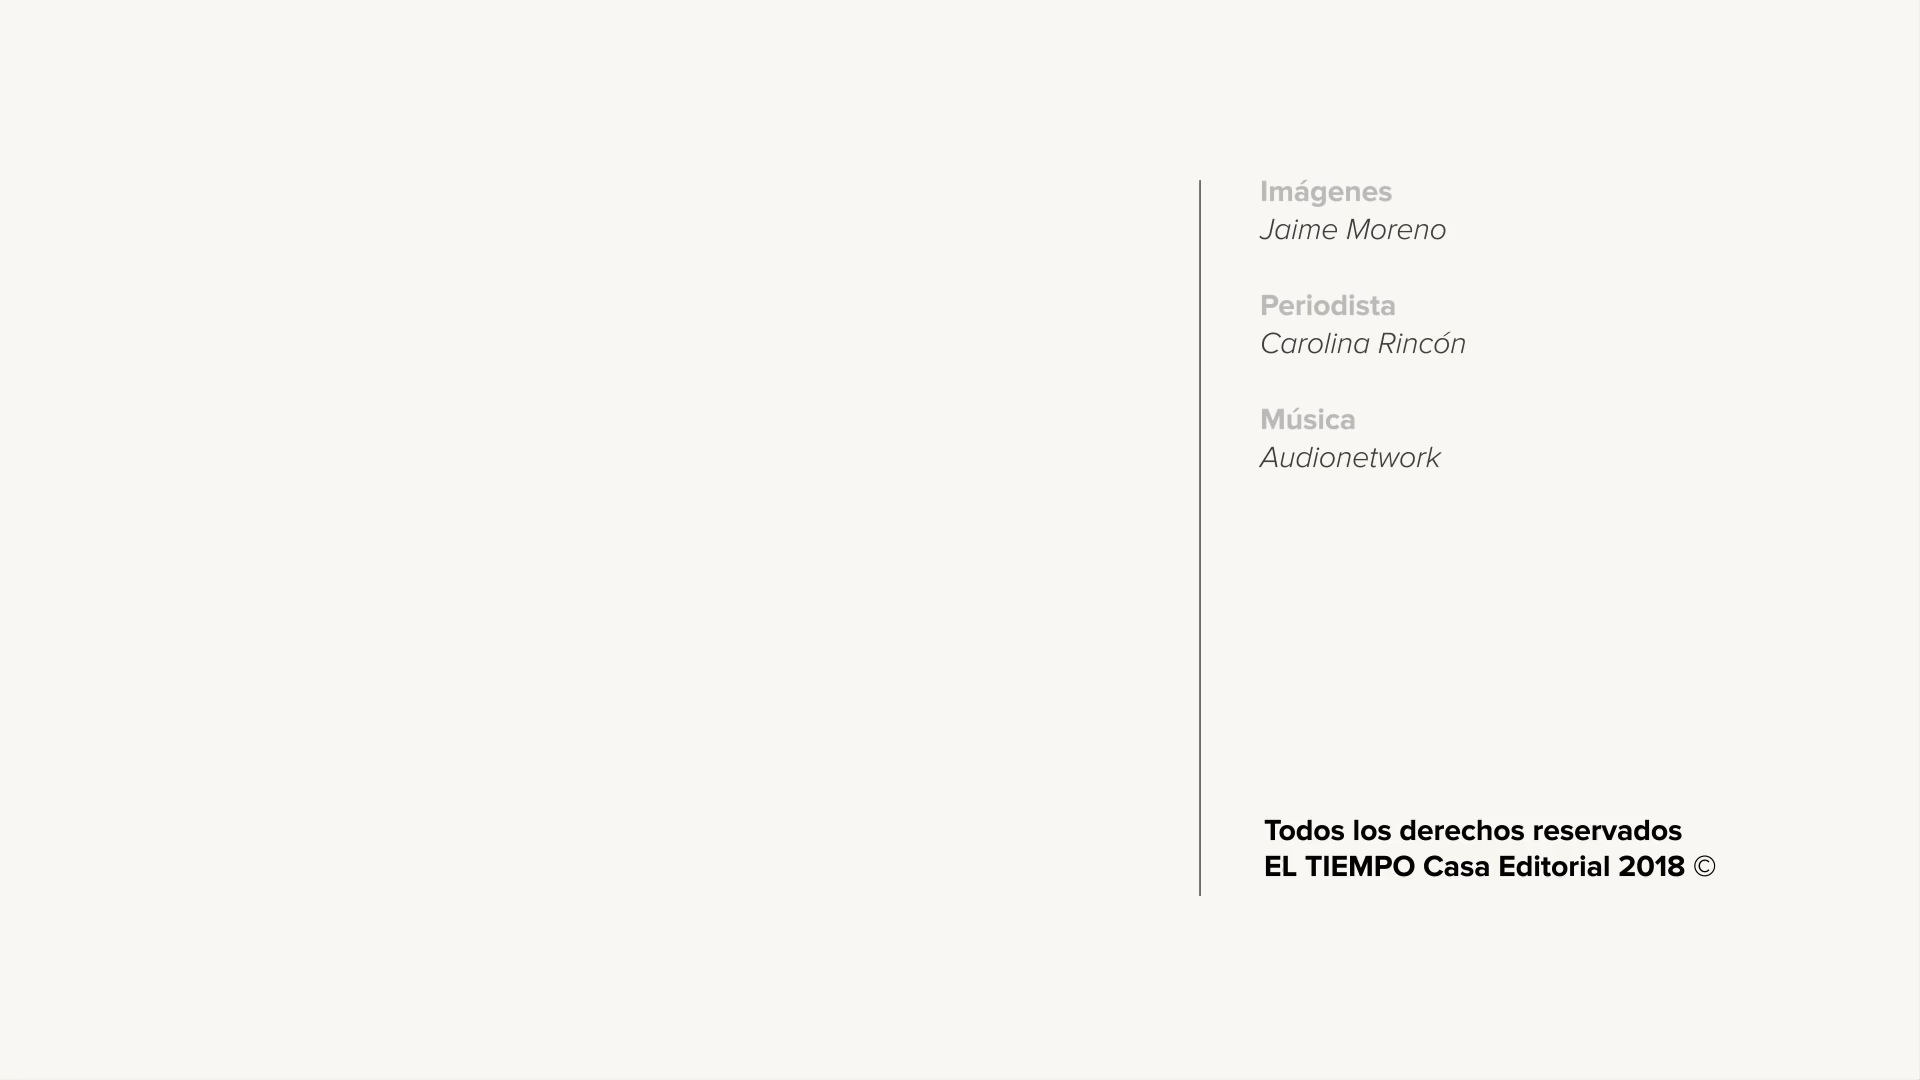 Imágenes
Jaime Moreno
Periodista
Carolina Rincón
Música
Audionetwork
Todos los derechos reservados
EL TIEMPO Casa Editorial 2018 ©